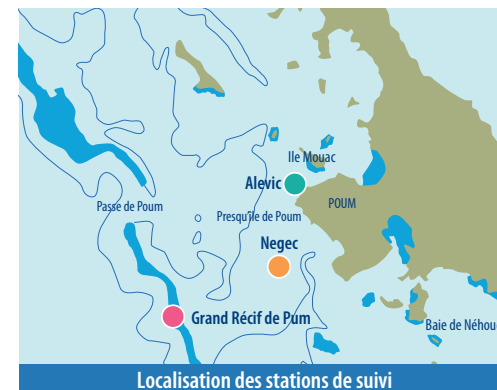 Ile Mouac
Alevic
Passe de Poum
Presqu'île de Poum
POUM
Negec
Grand Récif de Pum
Baie de Néhoué
Localisation des stations de suivi